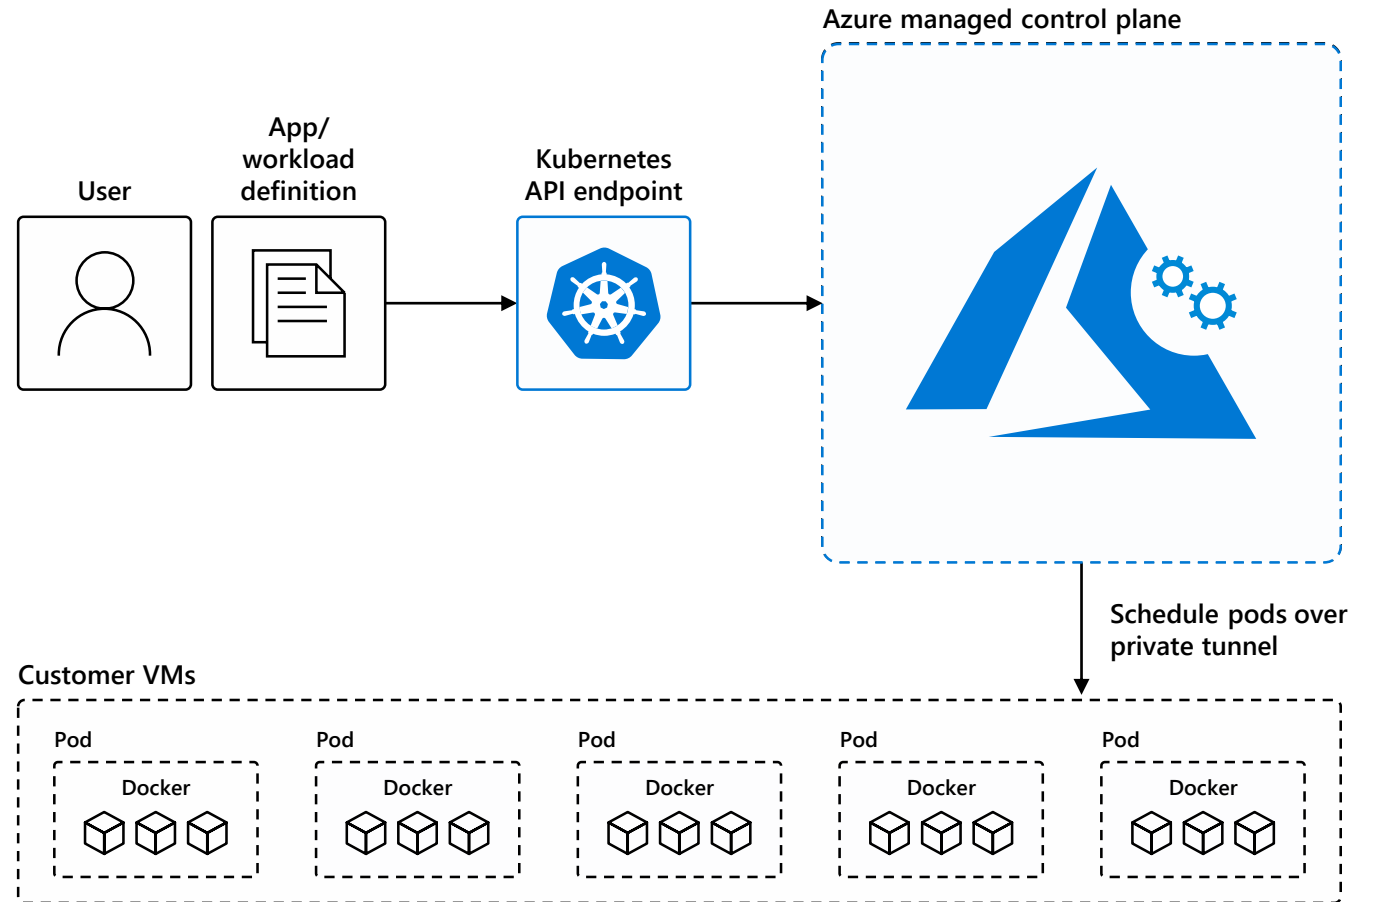 Azure managed control plane
User
App/
workload
definition
Kubernetes
API endpoint
Schedule pods over
private tunnel
Customer VMs
Pod
Pod
Pod
Pod
Pod
Docker
Docker
Docker
Docker
Docker